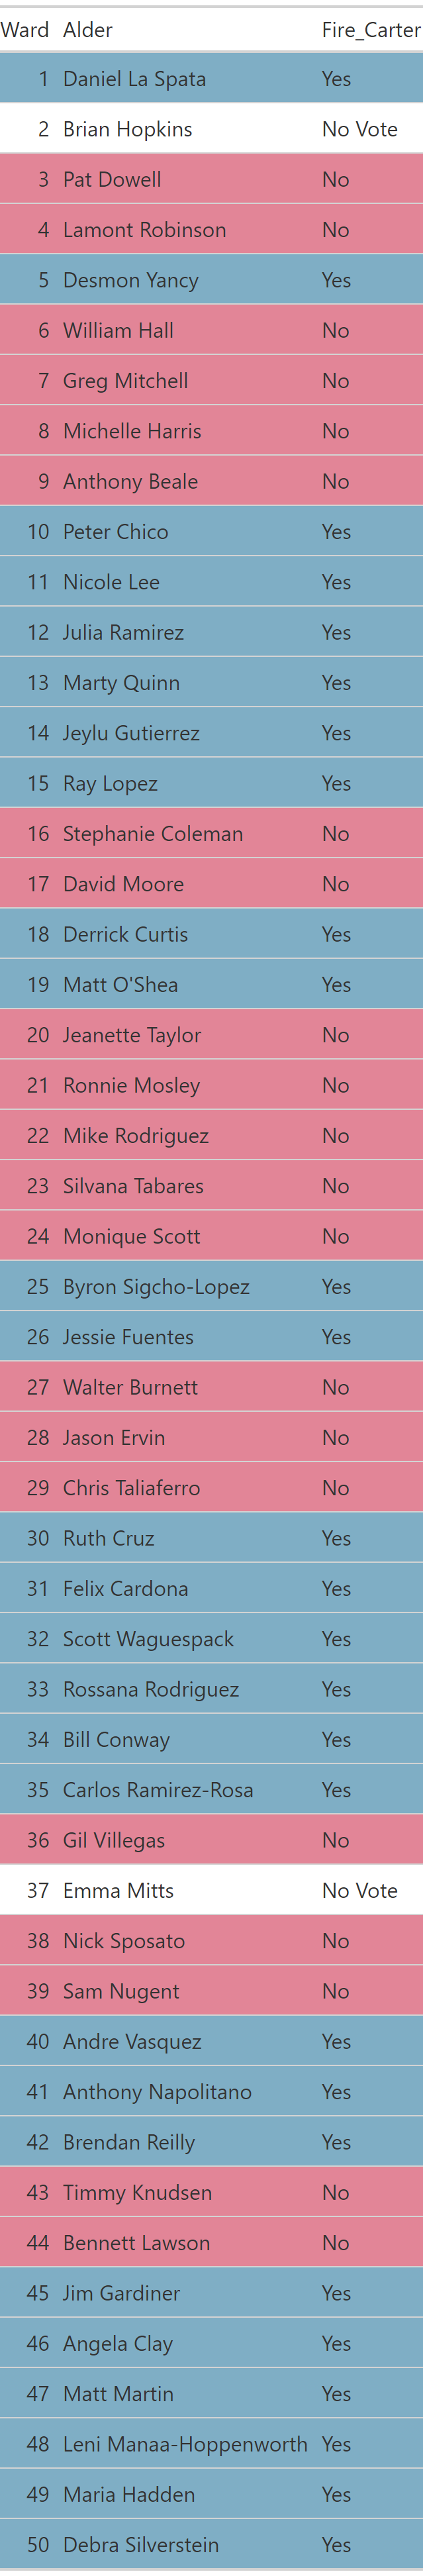 Ward Alder Fire_Carter
1 Daniel La Spata Yes
2 Brian Hopkins No Vote
3 Pat Dowell No
4 Lamont Robinson No
5 Desmon Yancy Yes
6 William Hall No
7 Greg Mitchell No
8 Michelle Harris No
9 Anthony Beale No
10 Peter Chico Yes
11 Nicole Lee Yes
12 Julia Ramirez Yes
13 Marty Quinn Yes
14 Jeylu Gutierrez Yes
15 Ray Lopez Yes
16 Stephanie Coleman No
17 David Moore No
18 Derrick Curtis Yes
19 Matt O'Shea Yes
20 Jeanette Taylor No
21 Ronnie Mosley No
22 Mike Rodriguez No
23 Silvana Tabares No
24 Monique Scott No
25 Byron Sigcho-Lopez Yes
26 Jessie Fuentes Yes
27 Walter Burnett No
28 Jason Ervin No
29 Chris Taliaferro No
30 Ruth Cruz Yes
31 Felix Cardona Yes
32 Scott Waguespack Yes
33 Rossana Rodriguez Yes
34 Bill Conway Yes
35 Carlos Ramirez-Rosa Yes
36 Gil Villegas No
37 Emma Mitts No Vote
38 Nick Sposato No
39 Sam Nugent No
40 Andre Vasquez Yes
41 Anthony Napolitano Yes
42 Brendan Reilly Yes
43 Timmy Knudsen No
44 Bennett Lawson No
45 Jim Gardiner Yes
46 Angela Clay Yes
47 Matt Martin Yes
48 Leni Manaa-Hoppenworth Yes
49 Maria Hadden Yes
50 Debra Silverstein Yes